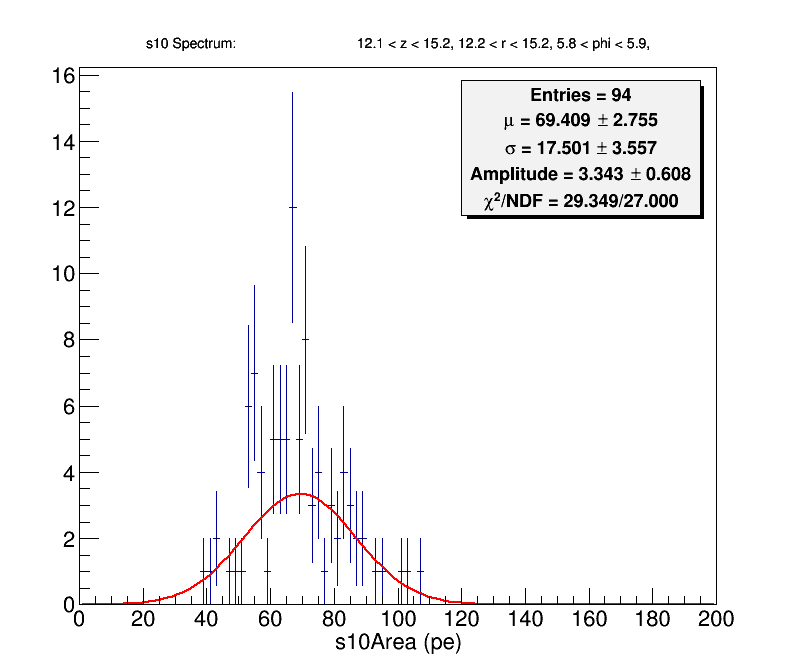 s10 Spectrum: 12.1 < z < 15.2, 12.2 < r < 15.2, 5.8 < phi < 5.9,
Entries = 94
μ = 69.409 ± 2.755
σ = 17.501 ± 3.557
Amplitude = 3.343 ± 0.608
χ²/NDF = 29.349/27.000
16
14
12
10
8
6
4
2
0
0 20 40 60 80 100 120 140 160 180 200
s10Area (pe)